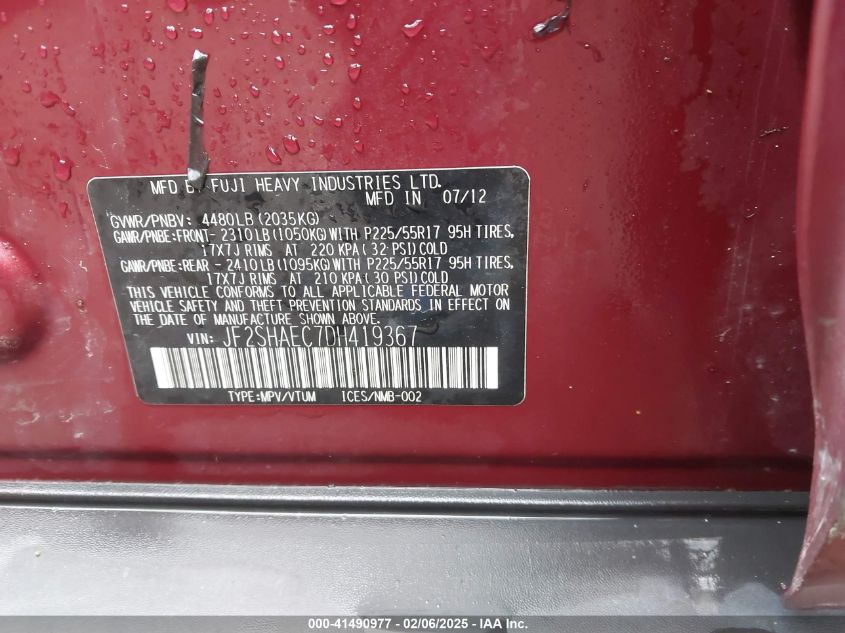 MFD BY FUJI HEAVY INDUSTRIES LTD.
MFD IN 07/12
GVWR/PNBV: 4480LB(2035KG)
GAWR/PNBE:FRONT- 2310LB(1050KG)WITH P225/55R17 95H TIRES,
17X7J RIMS AT 220 KPA(32 PSI)COLD
GAWR/PNBE:REAR - 2410LB(1095KG)WITH P225/55R17 95H TIRES,
17X7J RIMS AT 210 KPA(30 PSI)COLD
THIS VEHICLE CONFORMS TO ALL APPLICABLE FEDERAL MOTOR
VEHICLE SAFETY AND THEFT PREVENTION STANDARDS IN EFFECT ON
THE DATE OF MANUFACTURE SHOWN ABOVE.
VIN: JF2SHAEC7DH419367
TYPE:MPV/VTUM ICES/NMB-002
000-41490977 - 02/06/2025 - IAA Inc.